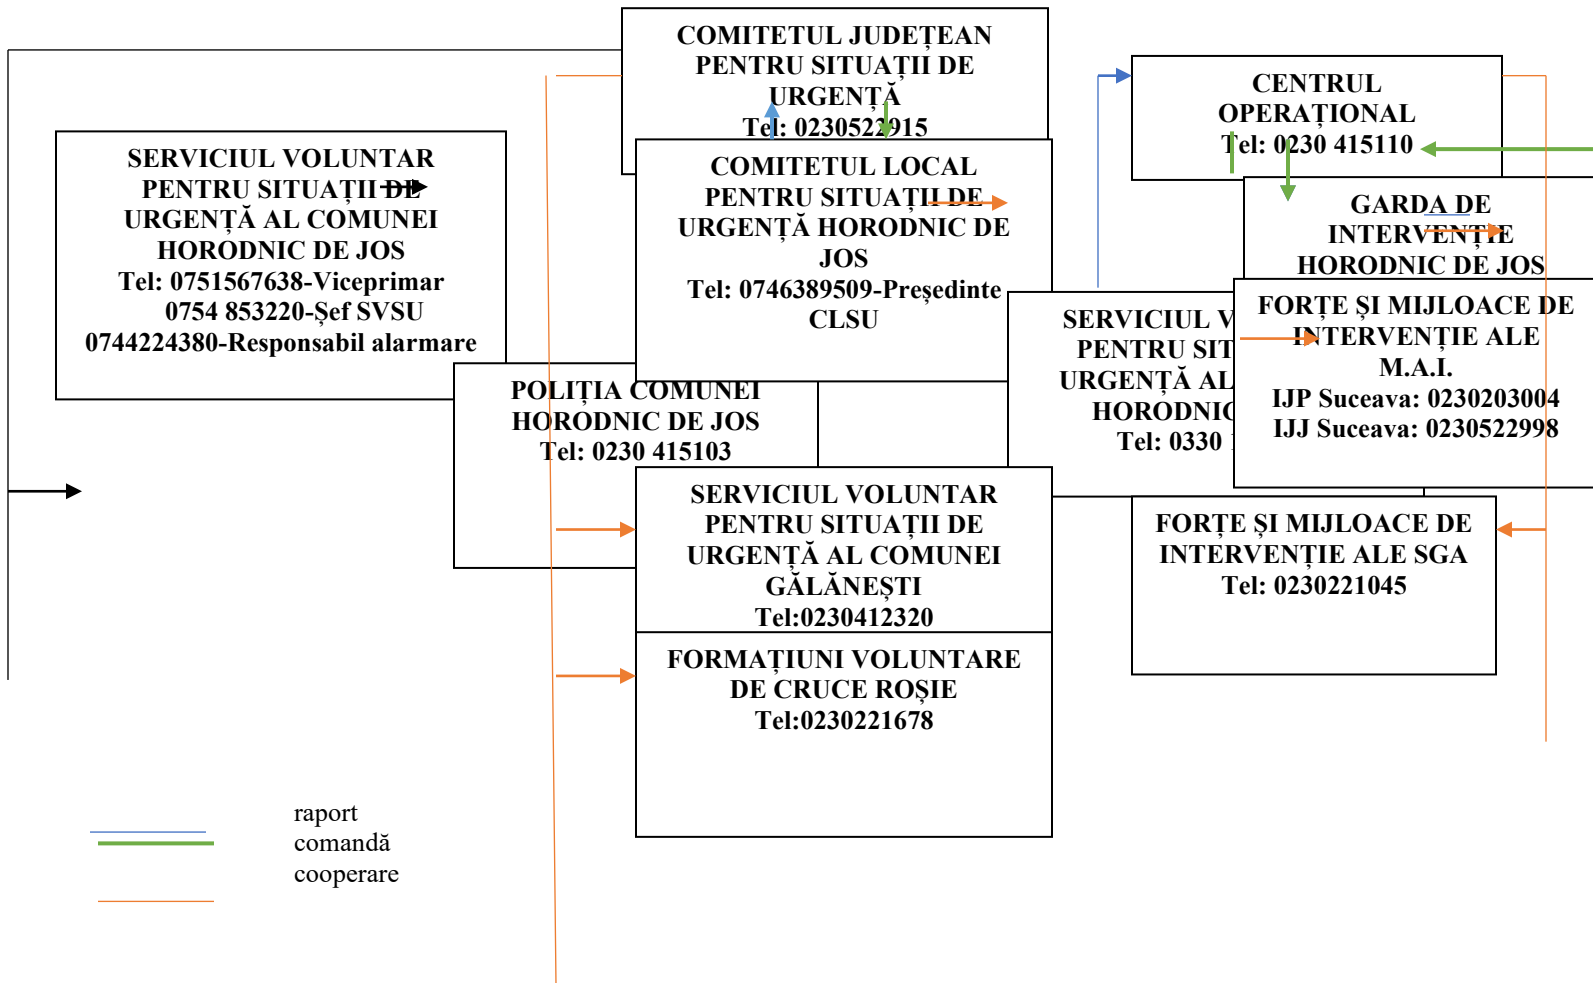 COMITETUL JUDEȚEAN
PENTRU SITUAȚII DE
URGENȚĂ
Tel: 0230522915
CENTRUL
OPERAȚIONAL
Tel: 0230 415110
SERVICIUL VOLUNTAR
PENTRU SITUAȚII DE
URGENȚĂ AL COMUNEI
HORODNIC DE JOS
Tel: 0751567638-Viceprimar
0754 853220-Șef SVSU
0744224380-Responsabil alarmare
COMITETUL LOCAL
PENTRU SITUAȚII DE
URGENȚĂ HORODNIC DE
JOS
Tel: 0746389509-Președinte
CLSU
GARDA DE
INTERVENȚIE
HORODNIC DE JOS
SERVICIUL V
PENTRU SIT
URGENȚĂ AL
HORODNIC
Tel: 0330
FORȚE ȘI MIJLOACE DE
INTERVENȚIE ALE
M.A.I.
IJP Suceava: 0230203004
IJJ Suceava: 0230522998
POLIȚIA COMUNEI
HORODNIC DE JOS
Tel: 0230 415103
SERVICIUL VOLUNTAR
PENTRU SITUAȚII DE
URGENȚĂ AL COMUNEI
GĂLĂNEȘTI
Tel:0230412320
FORȚE ȘI MIJLOACE DE
INTERVENȚIE ALE SGA
Tel: 0230221045
FORMAȚIUNI VOLUNTARE
DE CRUCE ROȘIE
Tel:0230221678
raport
comandă
cooperare